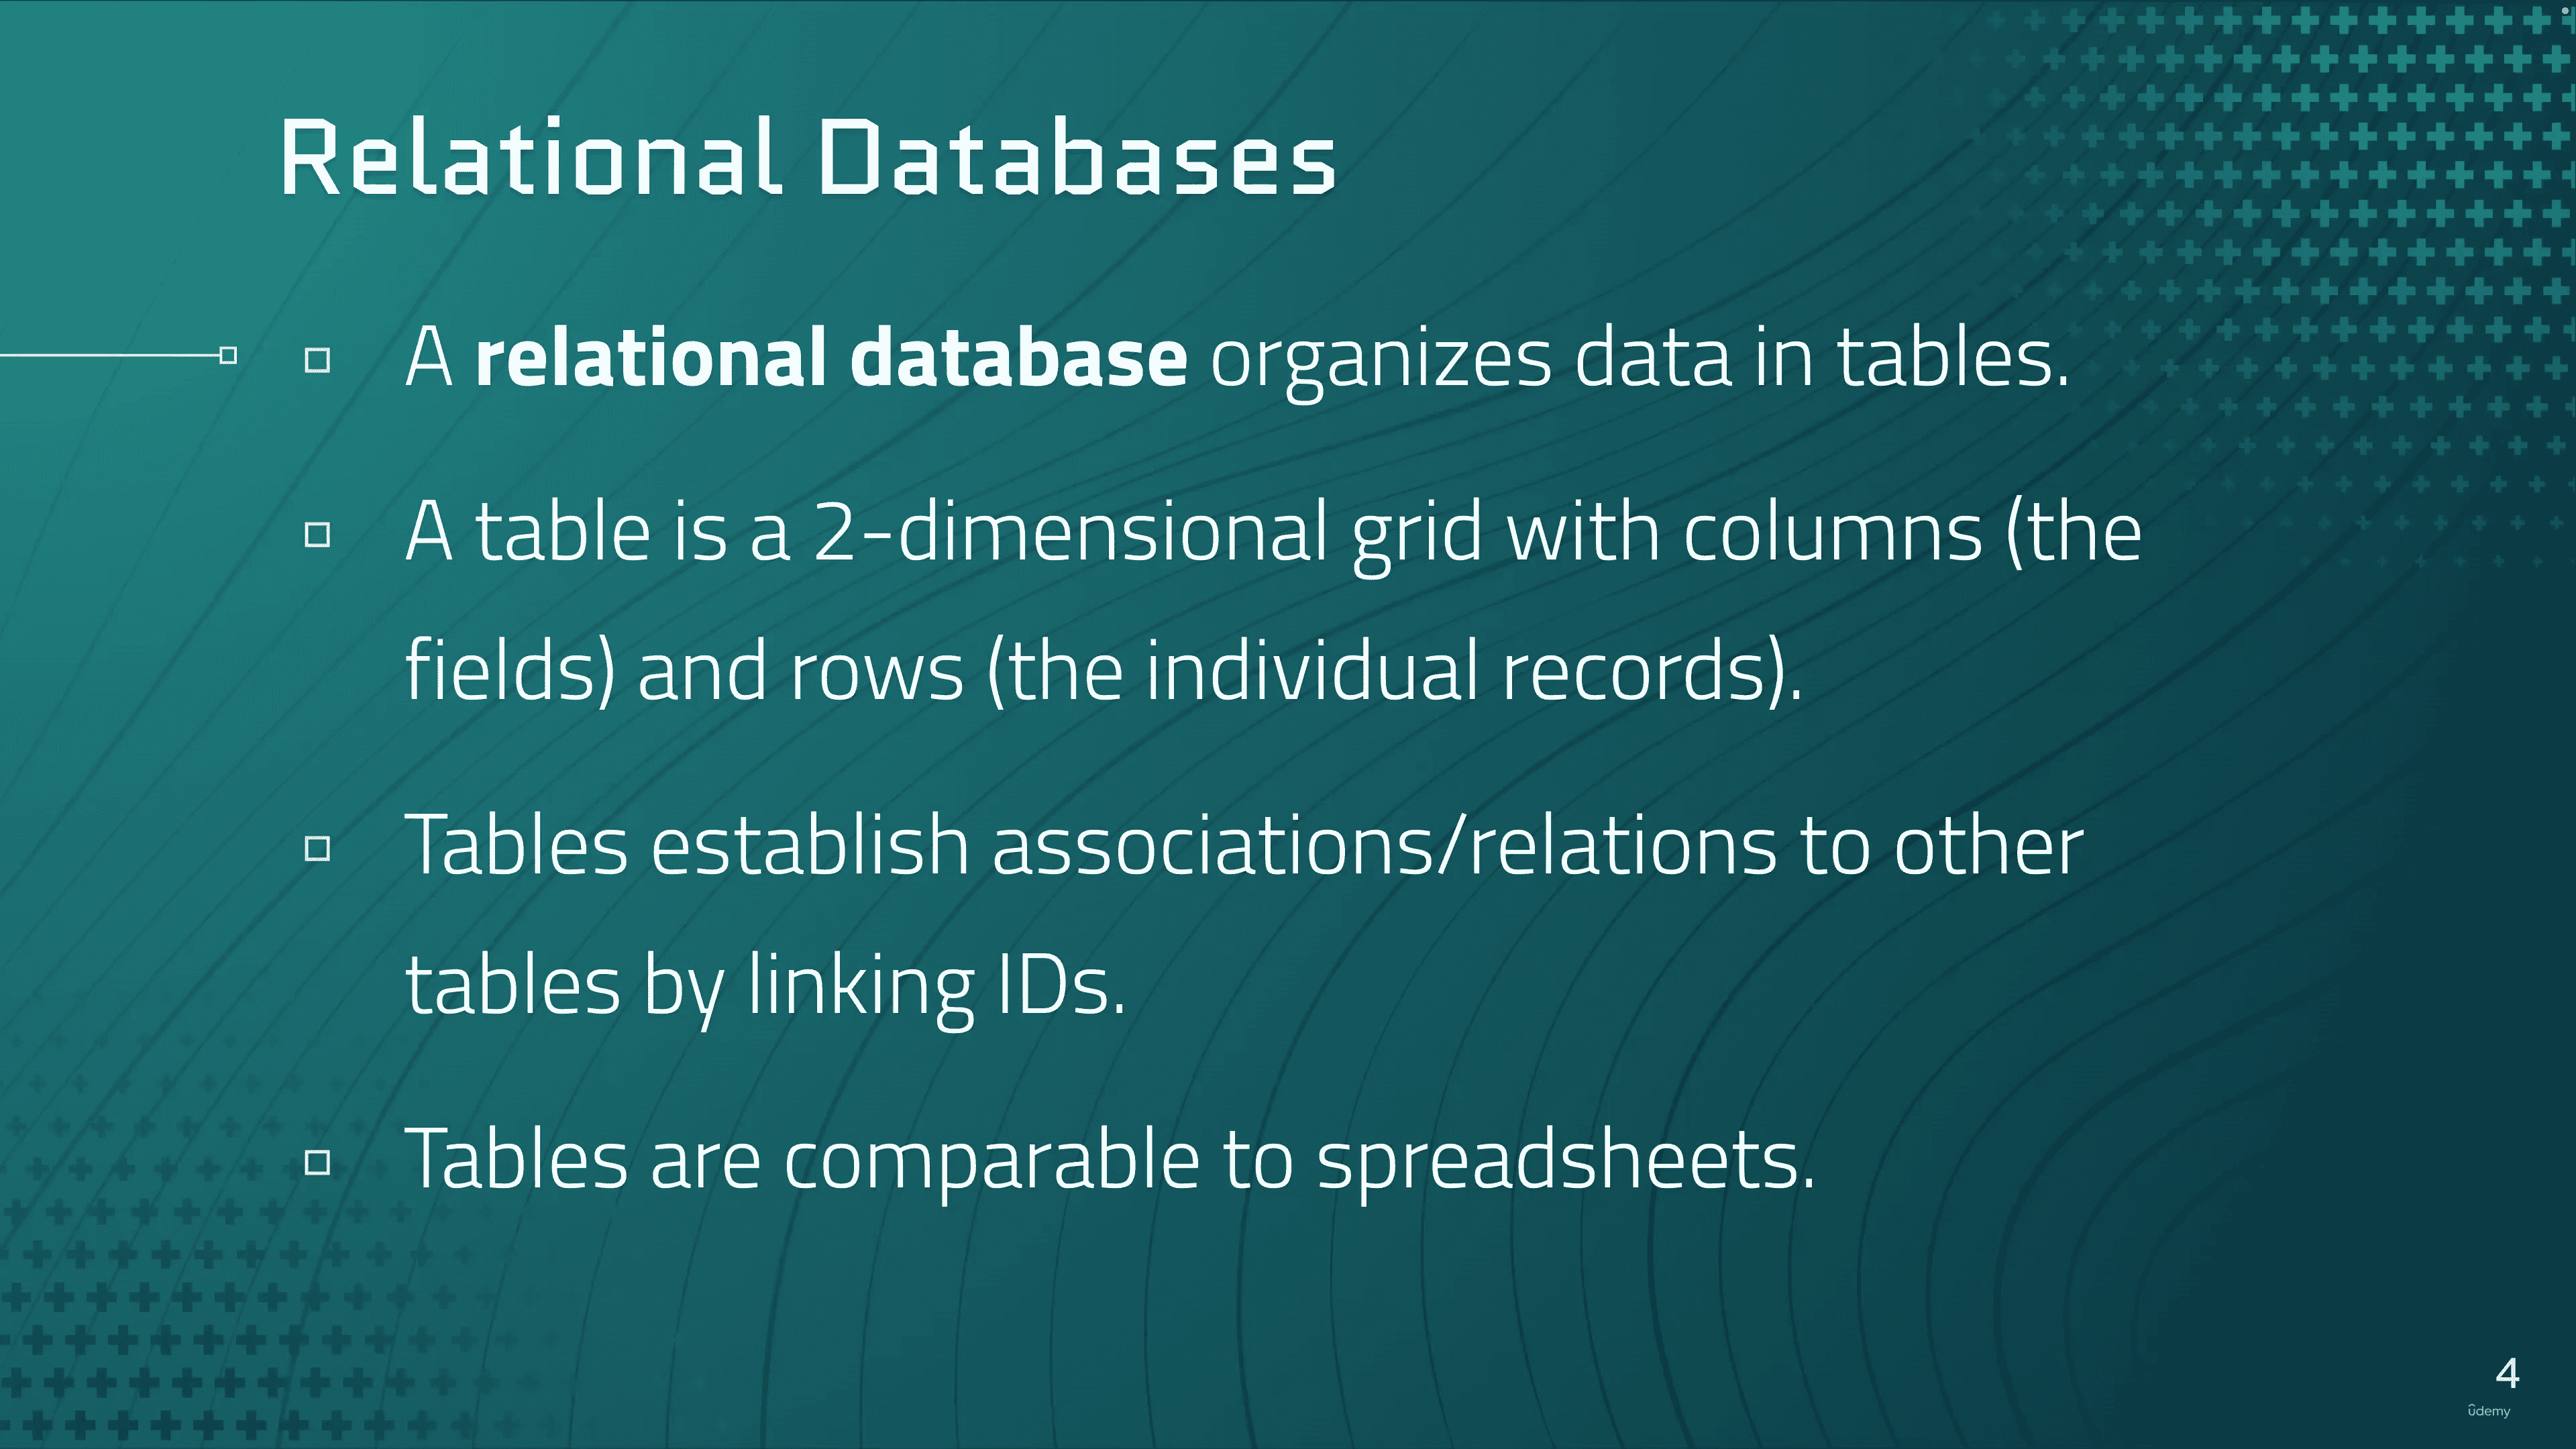 Relational Databases
A relational database organizes data in tables.
A table is a 2-dimensional grid with columns (the
fields) and rows (the individual records).
Tables establish associations/relations to other
tables by linking IDs.
Tables are comparable to spreadsheets.
4
ûdemy